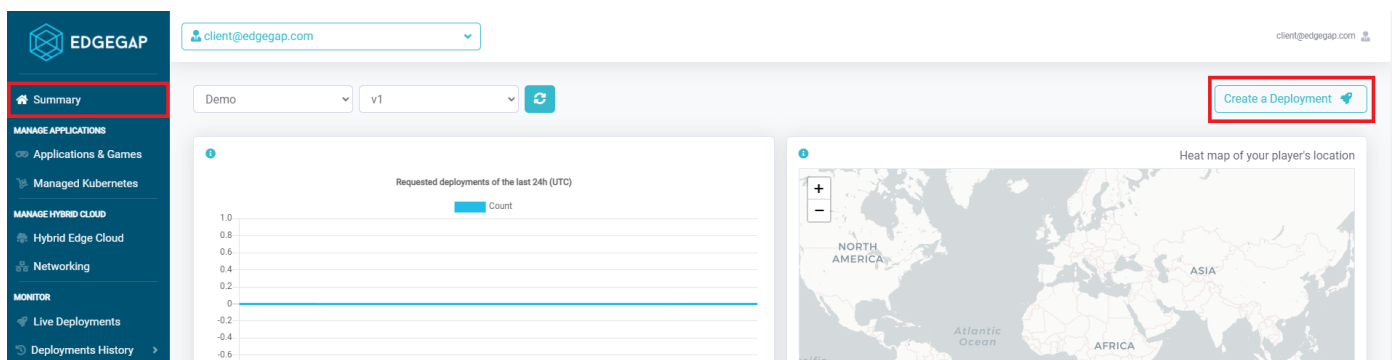 EDGEGAP
client@edgegap.com
client@edgegap.com
Summary
MANAGE APPLICATIONS
Applications & Games
Managed Kubernetes
MANAGE HYBRID CLOUD
Hybrid Edge Cloud
Networking
MONITOR
Live Deployments
Deployments History
Demo
v1
Create a Deployment
Requested deployments of the last 24h (UTC)
Count
1.0
0.8
0.6
0.4
0.2
0
-0.2
-0.4
-0.6
Heat map of your player's location
+
−
NORTH
AMERICA
ASIA
Atlantic
Ocean
AFRICA